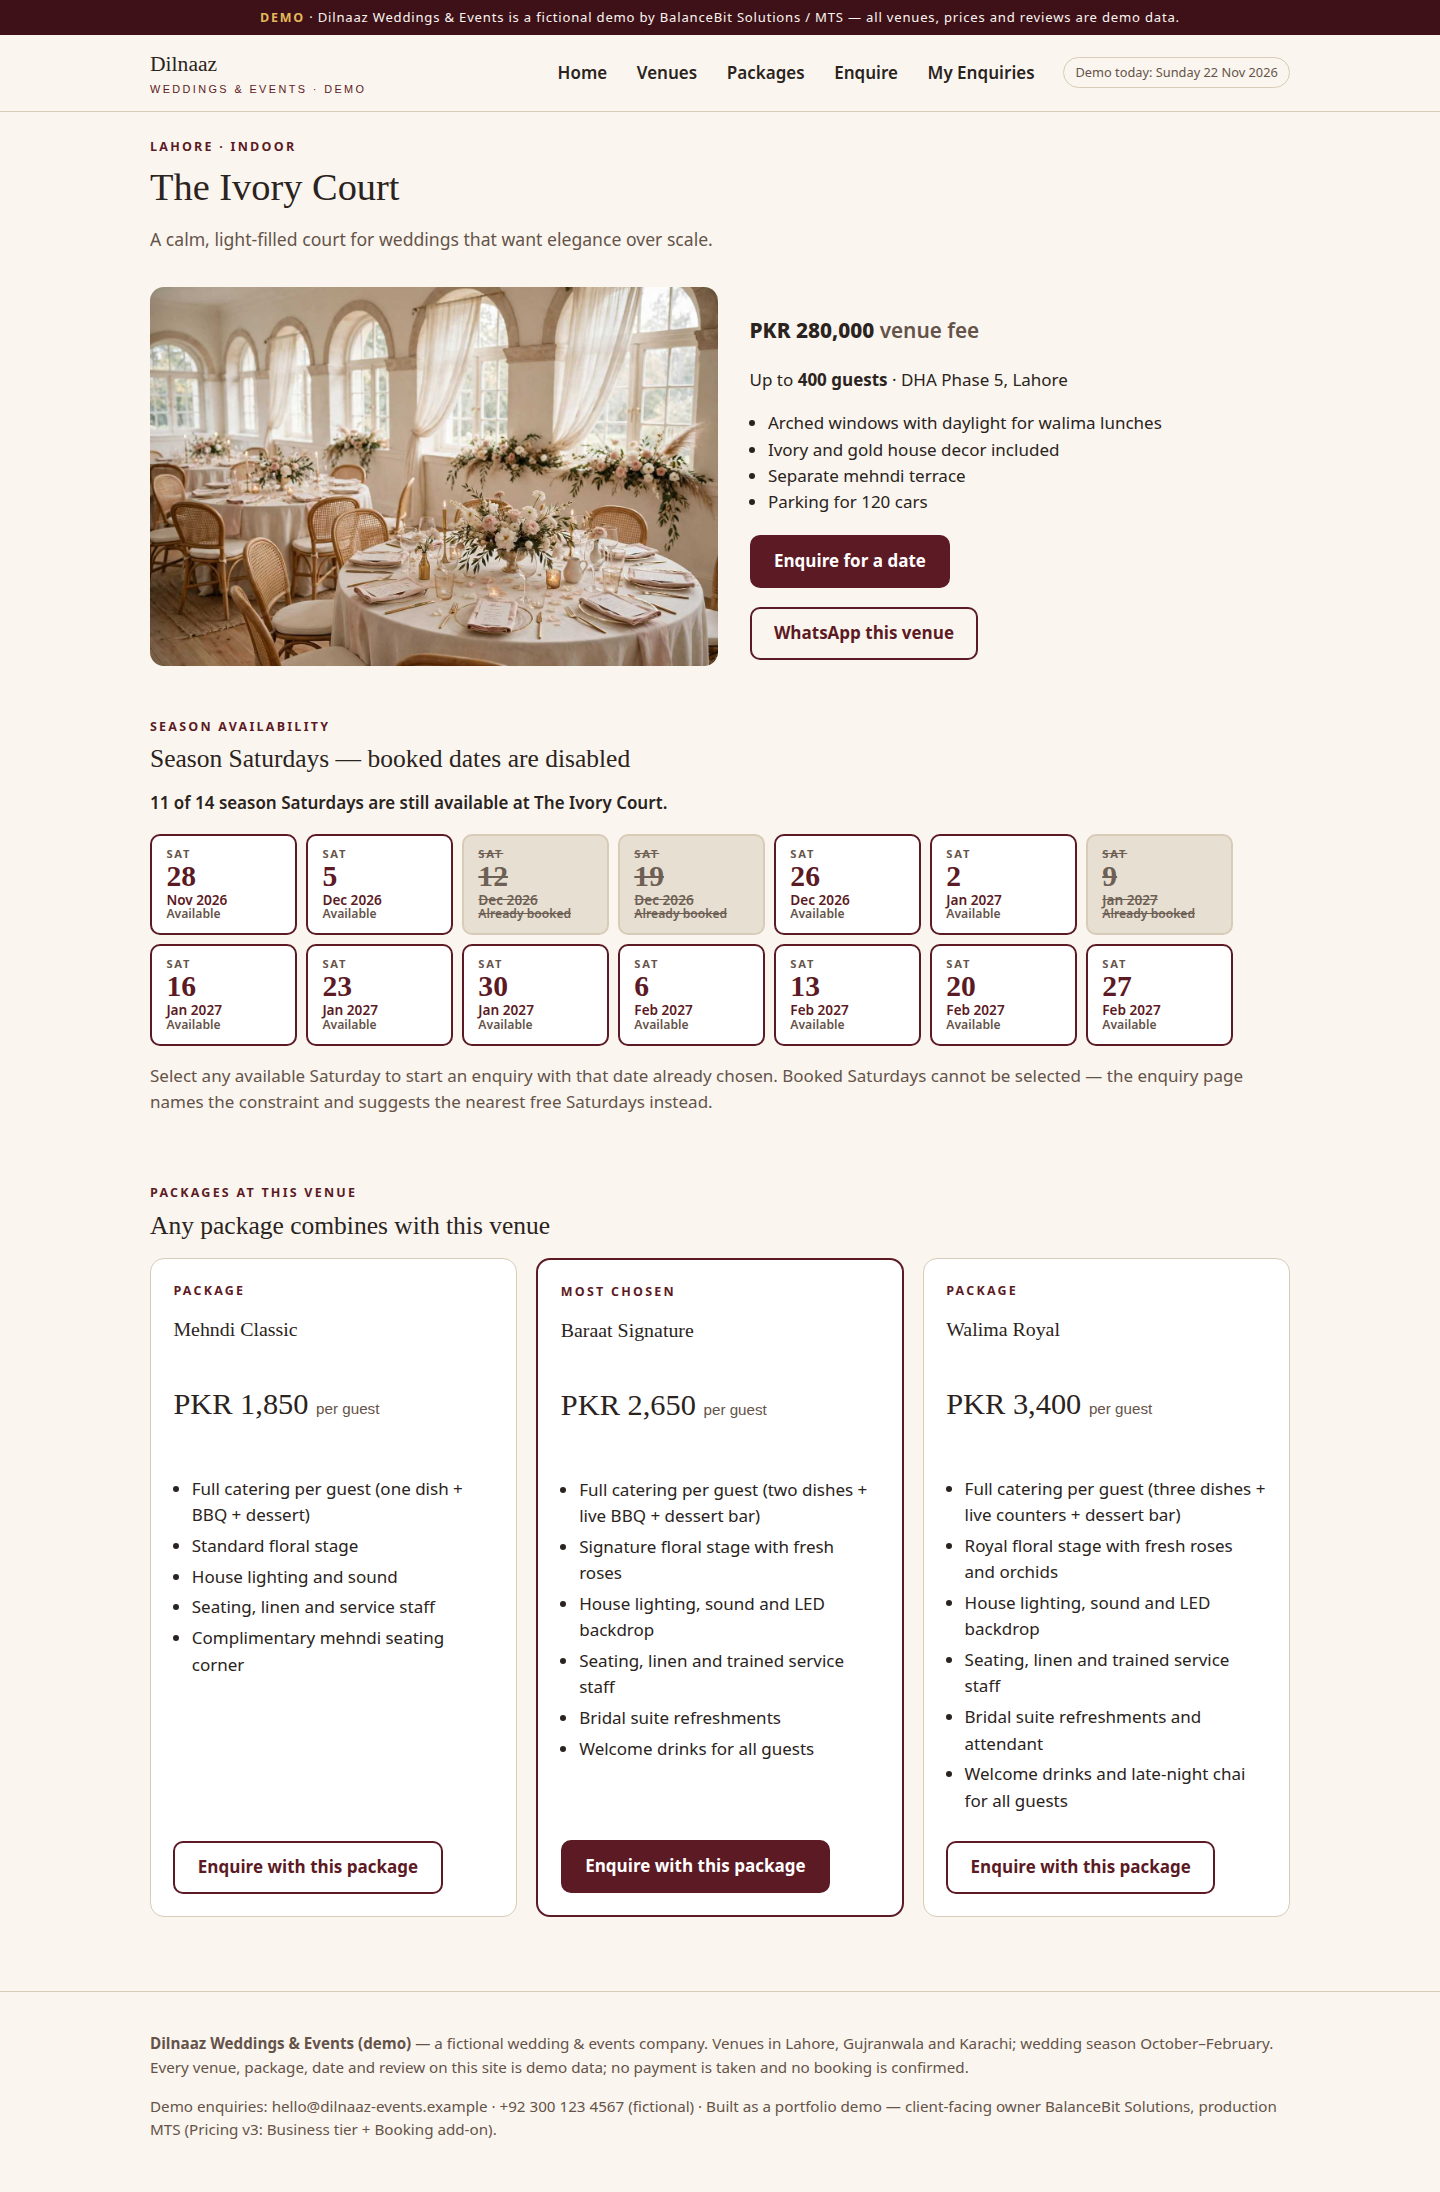 DEMO · Dilnaaz Weddings & Events is a fictional demo by BalanceBit Solutions / MTS — all venues, prices and reviews are demo data.
Dilnaaz
WEDDINGS & EVENTS · DEMO
Home Venues Packages Enquire My Enquiries Demo today: Sunday 22 Nov 2026
LAHORE · INDOOR
The Ivory Court
A calm, light-filled court for weddings that want elegance over scale.
PKR 280,000 venue fee
Up to 400 guests · DHA Phase 5, Lahore
• Arched windows with daylight for walima lunches
• Ivory and gold house decor included
• Separate mehndi terrace
• Parking for 120 cars
Enquire for a date
WhatsApp this venue
SEASON AVAILABILITY
Season Saturdays — booked dates are disabled
11 of 14 season Saturdays are still available at The Ivory Court.
SAT
28
Nov 2026
Available
SAT
5
Dec 2026
Available
SAT
12
Dec 2026
Already booked
SAT
19
Dec 2026
Already booked
SAT
26
Dec 2026
Available
SAT
2
Jan 2027
Available
SAT
9
Jan 2027
Already booked
SAT
16
Jan 2027
Available
SAT
23
Jan 2027
Available
SAT
30
Jan 2027
Available
SAT
6
Feb 2027
Available
SAT
13
Feb 2027
Available
SAT
20
Feb 2027
Available
SAT
27
Feb 2027
Available
Select any available Saturday to start an enquiry with that date already chosen. Booked Saturdays cannot be selected — the enquiry page
names the constraint and suggests the nearest free Saturdays instead.
PACKAGES AT THIS VENUE
Any package combines with this venue
PACKAGE
Mehndi Classic
PKR 1,850 per guest
• Full catering per guest (one dish +
BBQ + dessert)
• Standard floral stage
• House lighting and sound
• Seating, linen and service staff
• Complimentary mehndi seating
corner
Enquire with this package
MOST CHOSEN
Baraat Signature
PKR 2,650 per guest
• Full catering per guest (two dishes +
live BBQ + dessert bar)
• Signature floral stage with fresh
roses
• House lighting, sound and LED
backdrop
• Seating, linen and trained service
staff
• Bridal suite refreshments
• Welcome drinks for all guests
Enquire with this package
PACKAGE
Walima Royal
PKR 3,400 per guest
• Full catering per guest (three dishes +
live counters + dessert bar)
• Royal floral stage with fresh roses
and orchids
• House lighting, sound and LED
backdrop
• Seating, linen and trained service
staff
• Bridal suite refreshments and
attendant
• Welcome drinks and late-night chai
for all guests
Enquire with this package
Dilnaaz Weddings & Events (demo) — a fictional wedding & events company. Venues in Lahore, Gujranwala and Karachi; wedding season October–February.
Every venue, package, date and review on this site is demo data; no payment is taken and no booking is confirmed.
Demo enquiries: hello@dilnaaz-events.example · +92 300 123 4567 (fictional) · Built as a portfolio demo — client-facing owner BalanceBit Solutions, production
MTS (Pricing v3: Business tier + Booking add-on).